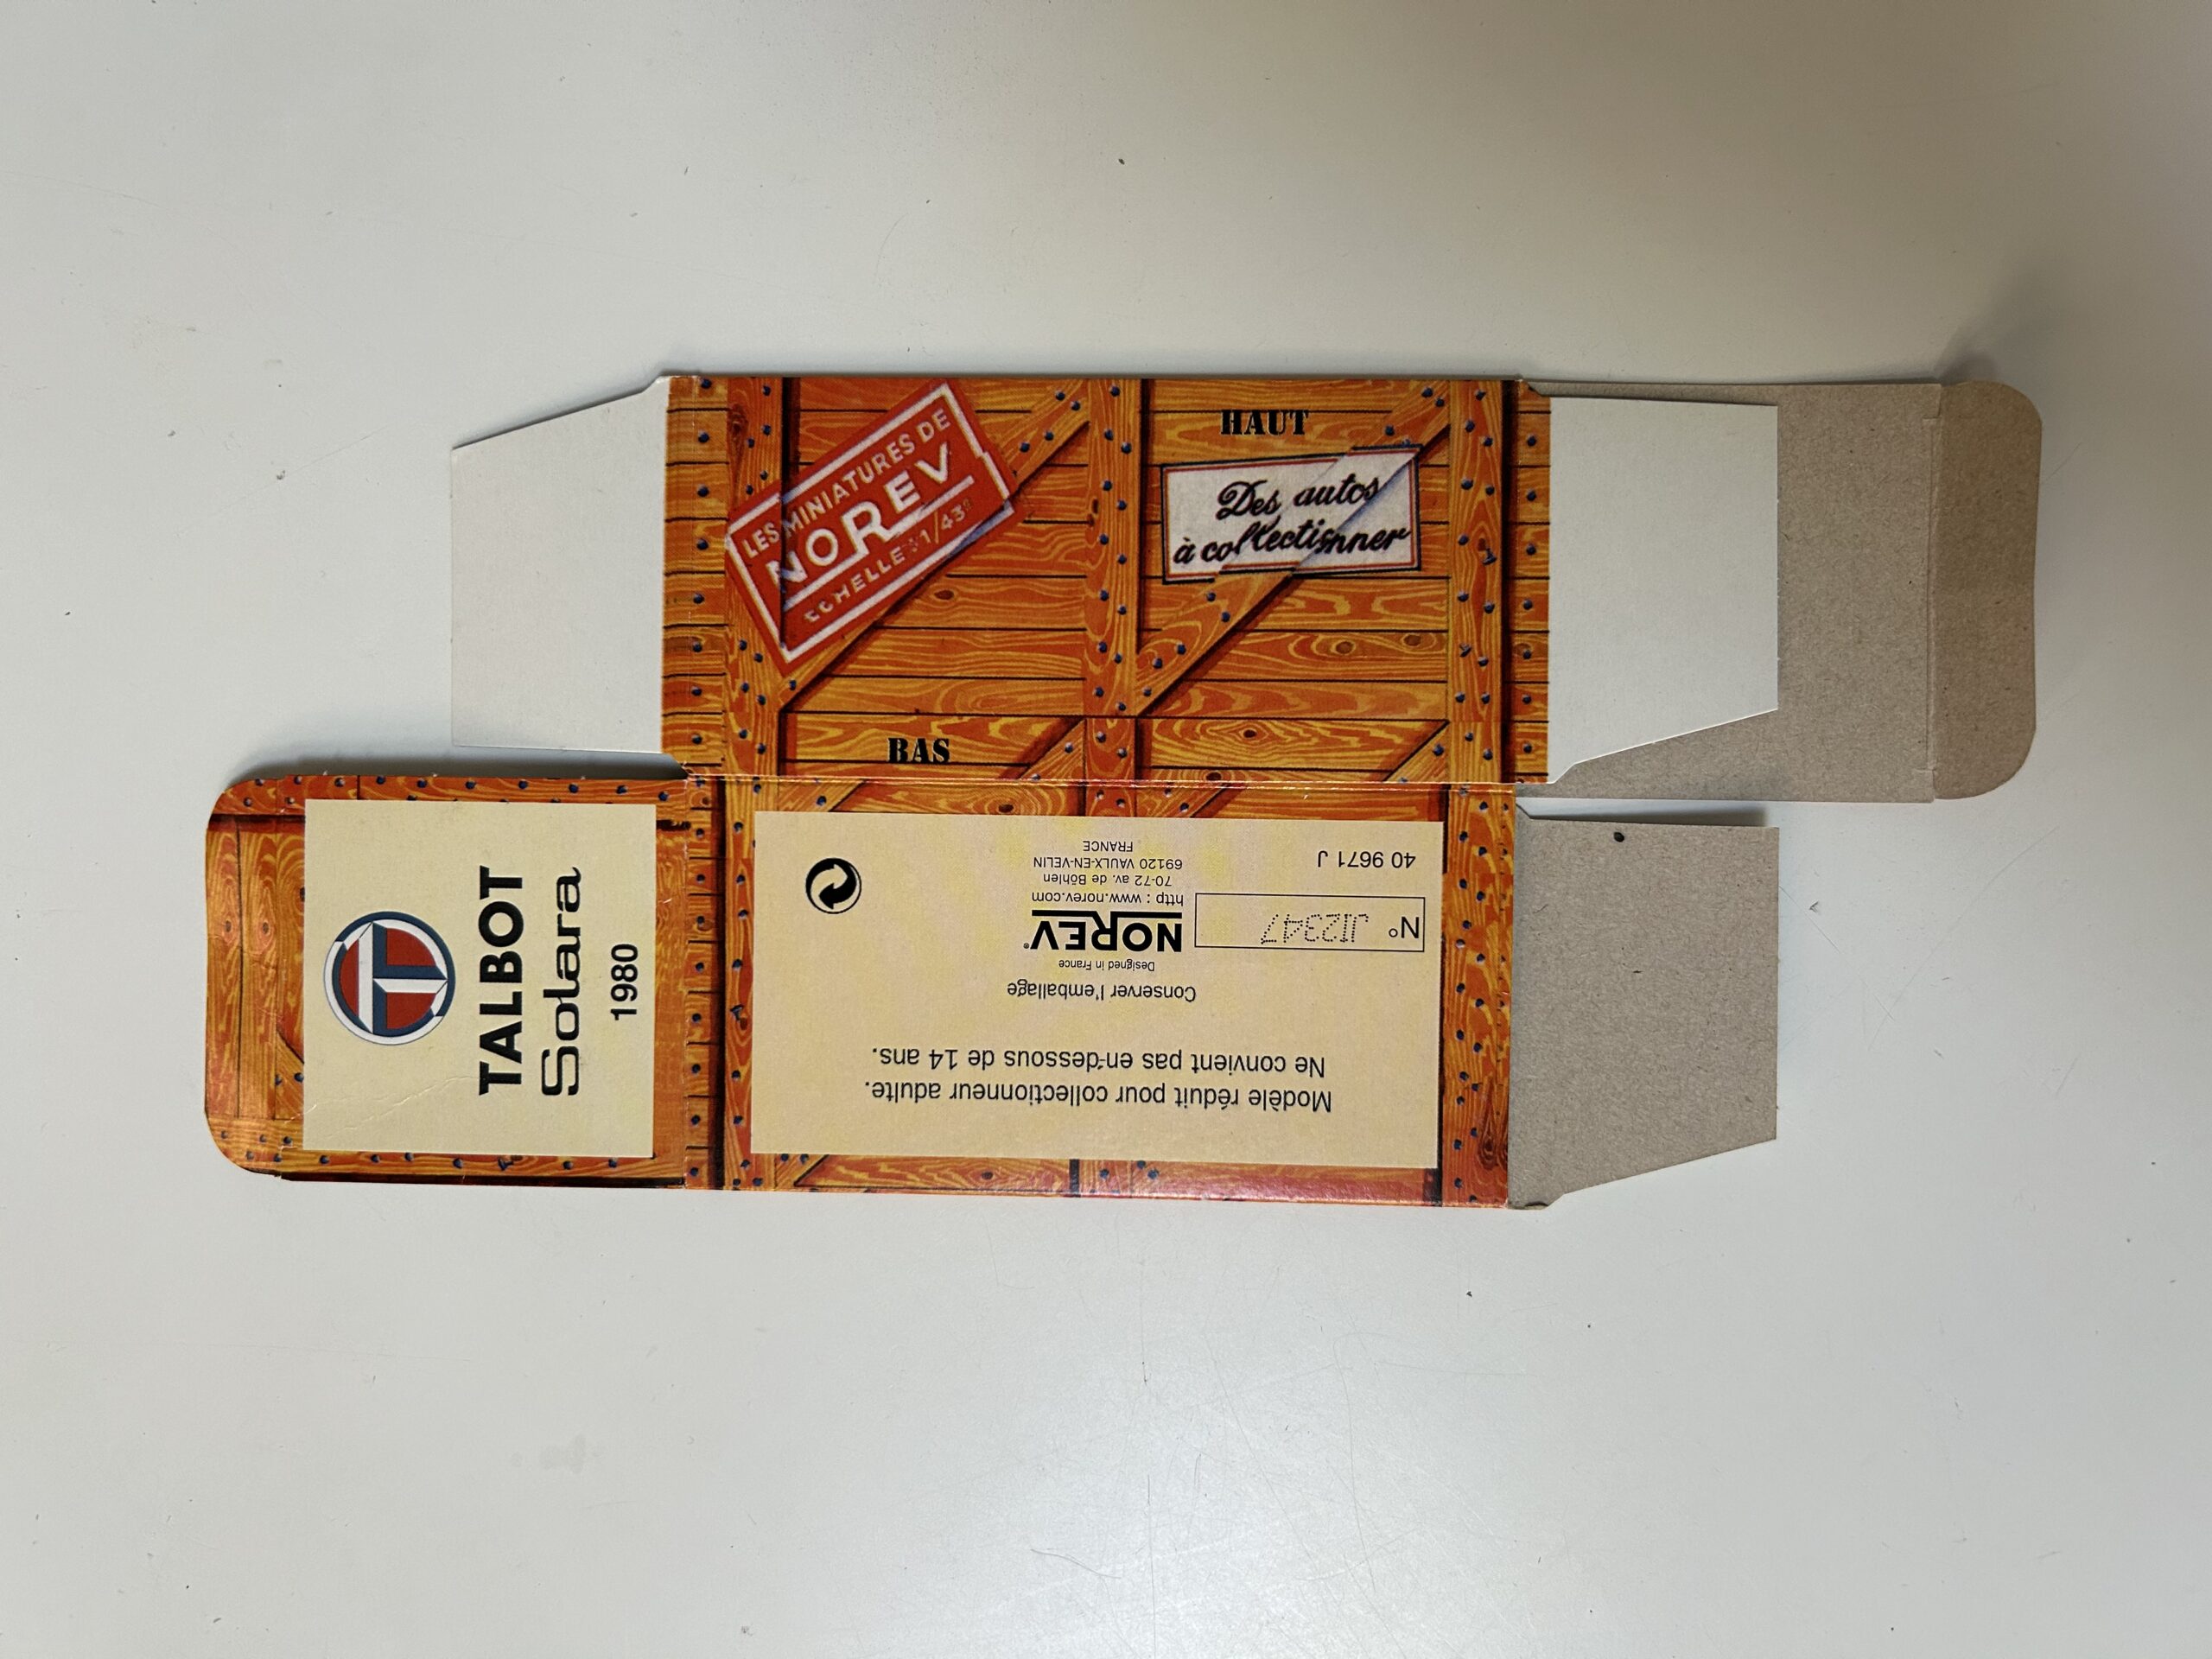 LES MINIATURES DE
NOREV
ECHELLE : 1/43e
HAUT
Des autos
à collectionner
BAS
TALBOT
Solara
1980
Modèle réduit pour collectionneur adulte.
Ne convient pas en-dessous de 14 ans.
Conserver l'emballage
Designed in France
NOREV®
http : www.norev.com
70-72 av. de Böhlen
69120 VAULX-EN-VELIN
FRANCE
N° J12347
40 9671 J